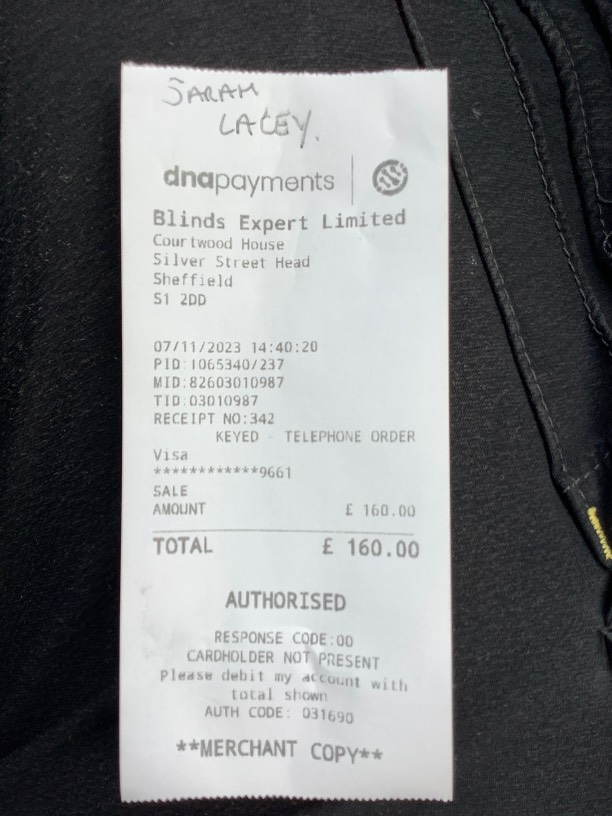 SARAH
LACEY.
dnapayments
Blinds Expert Limited
Courtwood House
Silver Street Head
Sheffield
S1 2DD
07/11/2023 14:40:20
PID:1065340/237
MID:82603010987
TID:03010987
RECEIPT NO:342
KEYED - TELEPHONE ORDER
Visa
************9661
SALE
AMOUNT £ 160.00
TOTAL £ 160.00
AUTHORISED
RESPONSE CODE:00
CARDHOLDER NOT PRESENT
Please debit my account with
total shown
AUTH CODE: 031690
**MERCHANT COPY**